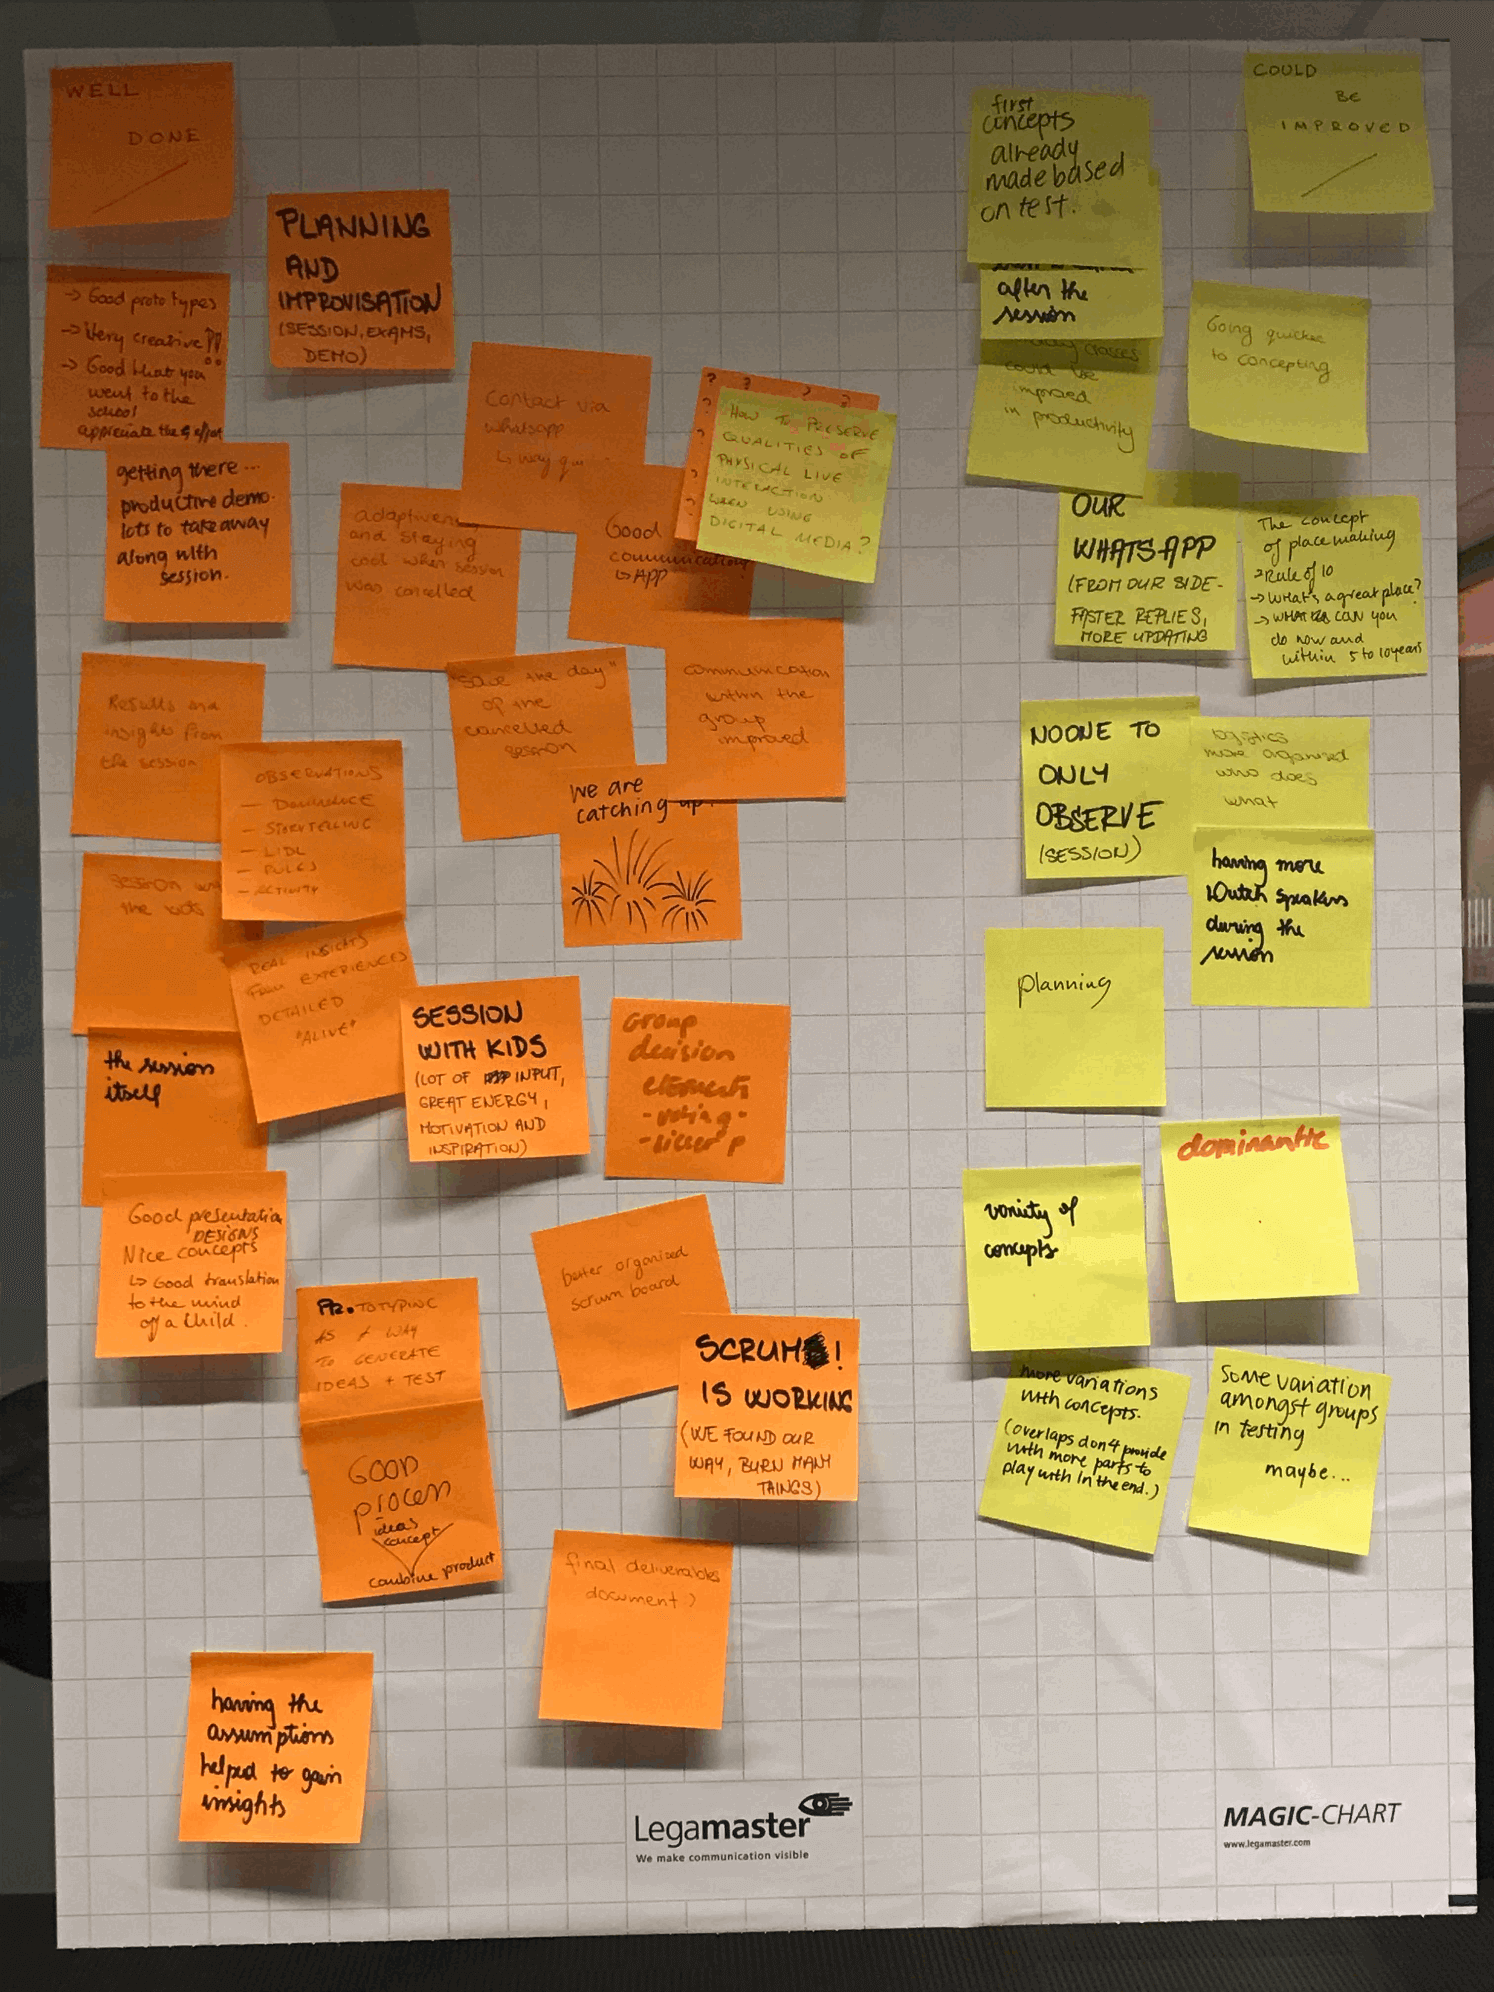 WELL
DONE
PLANNING
AND
IMPROVISATION
(SESSION, EXAMS,
DEMO)
→ Good prototypes
→ Very creative !!
→ Good that you
went to the
school
appreciate the effort
getting there...
productive demo.
lots to take away
along with
session.
Contact via
whatsapp
adaptiveness
and staying
cool when session
was cancelled
Good
communication
↳ APP
? ? ?
?
?
?
?
HOW TO PRESERVE
QUALITIES OF
PHYSICAL LIVE
INTERACTION
WHEN USING
DIGITAL MEDIA?
Results and
insights from
the session
OBSERVATIONS
— DOMINANCE
— STORYTELLING
— LIDL
— RULES
— ACTIVITY
"save the day"
of the
cancelled
session
communication
within the
group
improved
we are
catching up!
session with
the kids
REAL INSIGHTS
FROM EXPERIENCES
DETAILED
"ALIVE"
the session
itself
SESSION
WITH KIDS
(LOT OF INPUT,
GREAT ENERGY,
MOTIVATION AND
INSPIRATION)
Group
decision
elements
- voting -
Good presentation
DESIGNS
Nice concepts
↳ Good translation
to the mind
of a child.
PROTOTYPING
AS A WAY
TO GENERATE
IDEAS + TEST
GOOD
process
ideas
concept
combine product
better organized
scrum board
SCRUM !
IS WORKING
(WE FOUND OUR
WAY, BURN MANY
THINGS)
final deliverables
document :)
having the
assumptions
helped to gain
insights
COULD
BE
IMPROVED
first
concepts
already
made based
on test.
after the
session
classes
could be
improved
in productivity
Going quicker
to concepting
OUR
WHATSAPP
(FROM OUR SIDE-
FASTER REPLIES,
MORE UPDATING
The concept
of placemaking
→ Rule of 10
→ What's a great place?
→ WHAT CAN you
do now and
within 5 to 10 years
NOONE TO
ONLY
OBSERVE
(SESSION)
logistics
more organised
who does
what
having more
Dutch speakers
during the
session
planning
variety of
concepts
dominantie
more variations
with concepts.
(overlaps don't provide
with more parts to
play with in the end.)
Some variation
amongst groups
in testing
maybe...
Legamaster
We make communication visible
MAGIC-CHART
www.legamaster.com